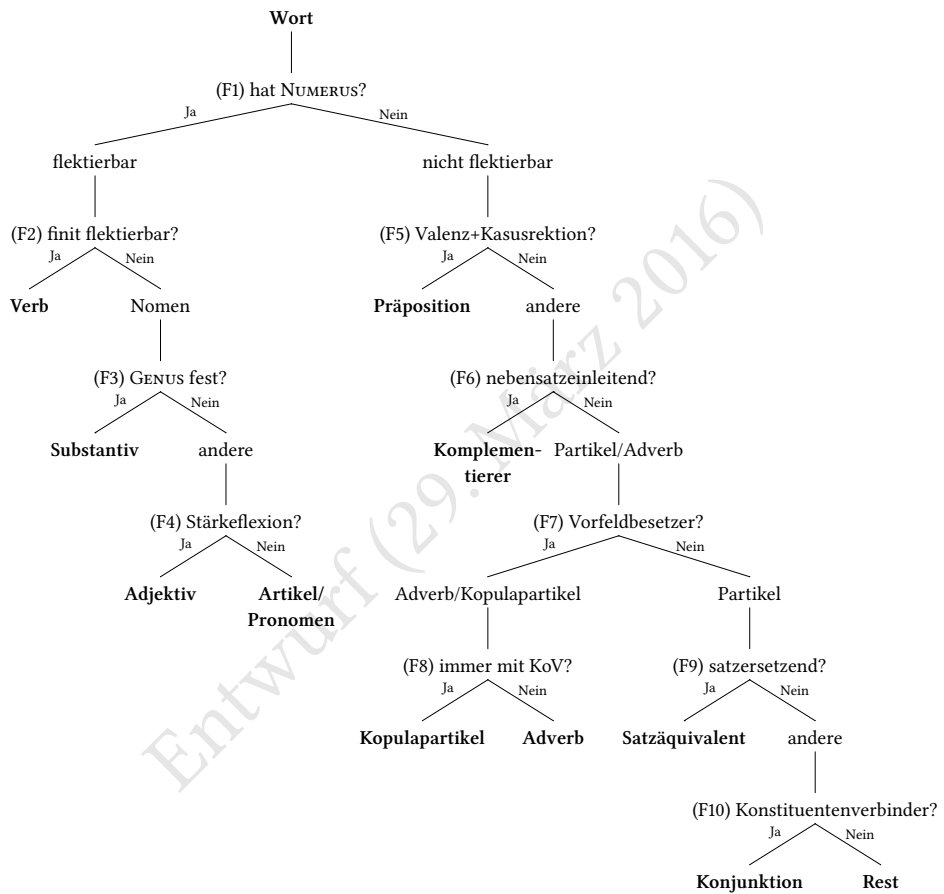 Wort
(F1) hat NUMERUS?
Ja Nein
flektierbar nicht flektierbar
(F2) finit flektierbar? (F5) Valenz+Kasusrektion?
Ja Nein Ja Nein
Verb Nomen Präposition andere
(F3) GENUS fest? (F6) nebensatzeinleitend?
Ja Nein Ja Nein
Substantiv andere Komplemen- Partikel/Adverb
tierer
(F4) Stärkeflexion? (F7) Vorfeldbesetzer?
Ja Nein Ja Nein
Adjektiv Artikel/ Adverb/Kopulapartikel Partikel
Pronomen
(F8) immer mit KoV? (F9) satzersetzend?
Ja Nein Ja Nein
Kopulapartikel Adverb Satzäquivalent andere
(F10) Konstituentenverbinder?
Ja Nein
Konjunktion Rest
Entwurf (29. März 2016)